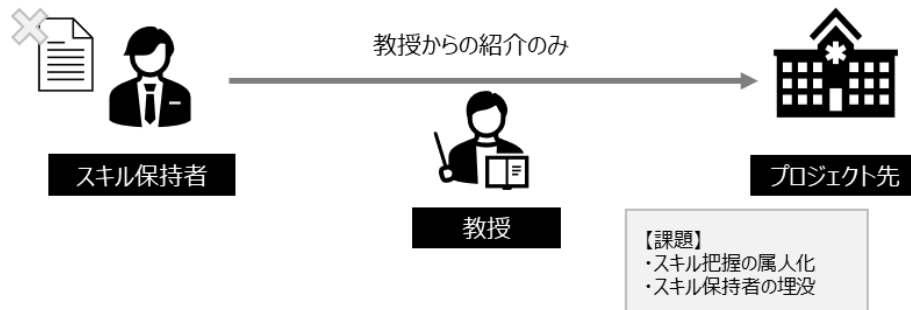 教授からの紹介のみ
スキル保持者
プロジェクト先
教授
【課題】
・スキル把握の属人化
・スキル保持者の埋没